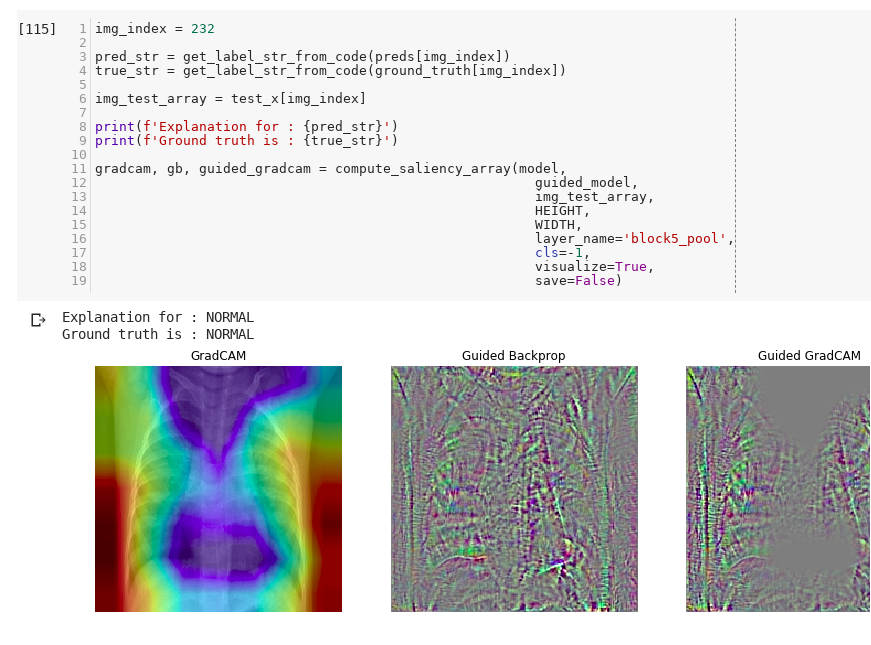 [115]
1 img_index = 232
2
3 pred_str = get_label_str_from_code(preds[img_index])
4 true_str = get_label_str_from_code(ground_truth[img_index])
5
6 img_test_array = test_x[img_index]
7
8 print(f'Explanation for : {pred_str}')
9 print(f'Ground truth is : {true_str}')
10
11 gradcam, gb, guided_gradcam = compute_saliency_array(model,
12 guided_model,
13 img_test_array,
14 HEIGHT,
15 WIDTH,
16 layer_name='block5_pool',
17 cls=-1,
18 visualize=True,
19 save=False)
Explanation for : NORMAL
Ground truth is : NORMAL
GradCAM Guided Backprop Guided GradCAM